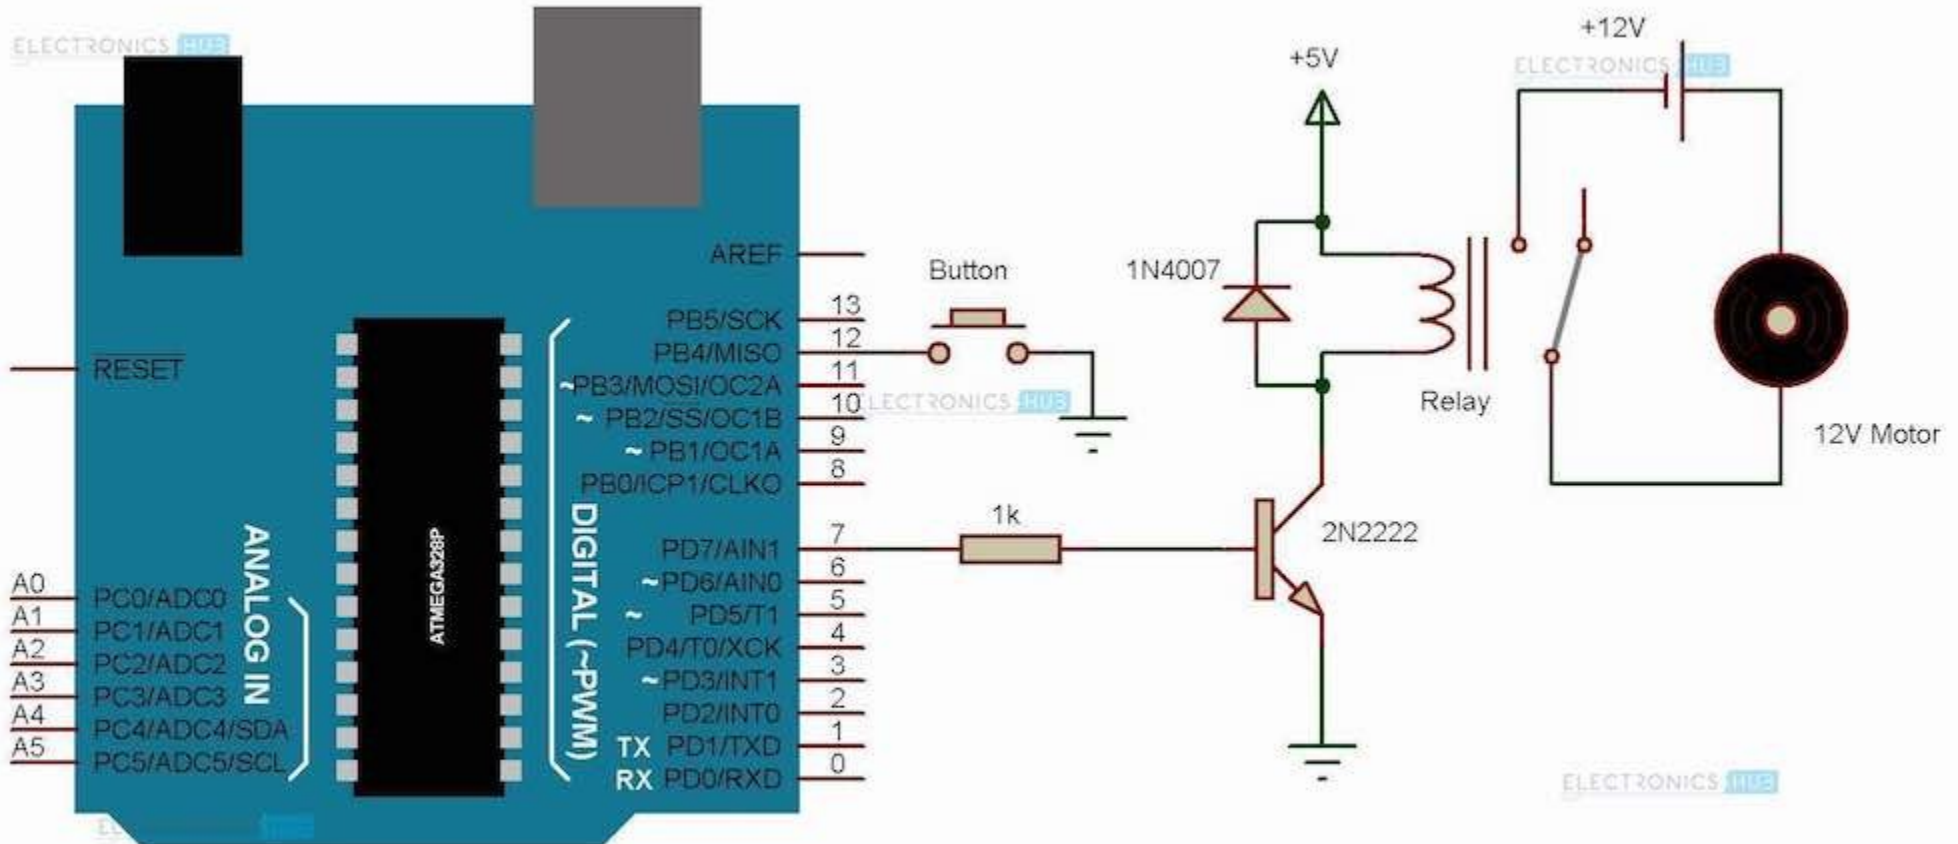 ELECTRONICS HUB
RESET
ANALOG IN
A0 PC0/ADC0
A1 PC1/ADC1
A2 PC2/ADC2
A3 PC3/ADC3
A4 PC4/ADC4/SDA
A5 PC5/ADC5/SCL
ATMEGA328P
DIGITAL (~PWM)
AREF
PB5/SCK 13
PB4/MISO 12
~PB3/MOSI/OC2A 11
~ PB2/SS/OC1B 10
~ PB1/OC1A 9
PB0/ICP1/CLKO 8
PD7/AIN1 7
~PD6/AIN0 6
~ PD5/T1 5
PD4/T0/XCK 4
~PD3/INT1 3
PD2/INT0 2
TX PD1/TXD 1
RX PD0/RXD 0
Button
ELECTRONICS HUB
1k
+5V
1N4007
Relay
2N2222
+12V
ELECTRONICS HUB
12V Motor
ELECTRONICS HUB